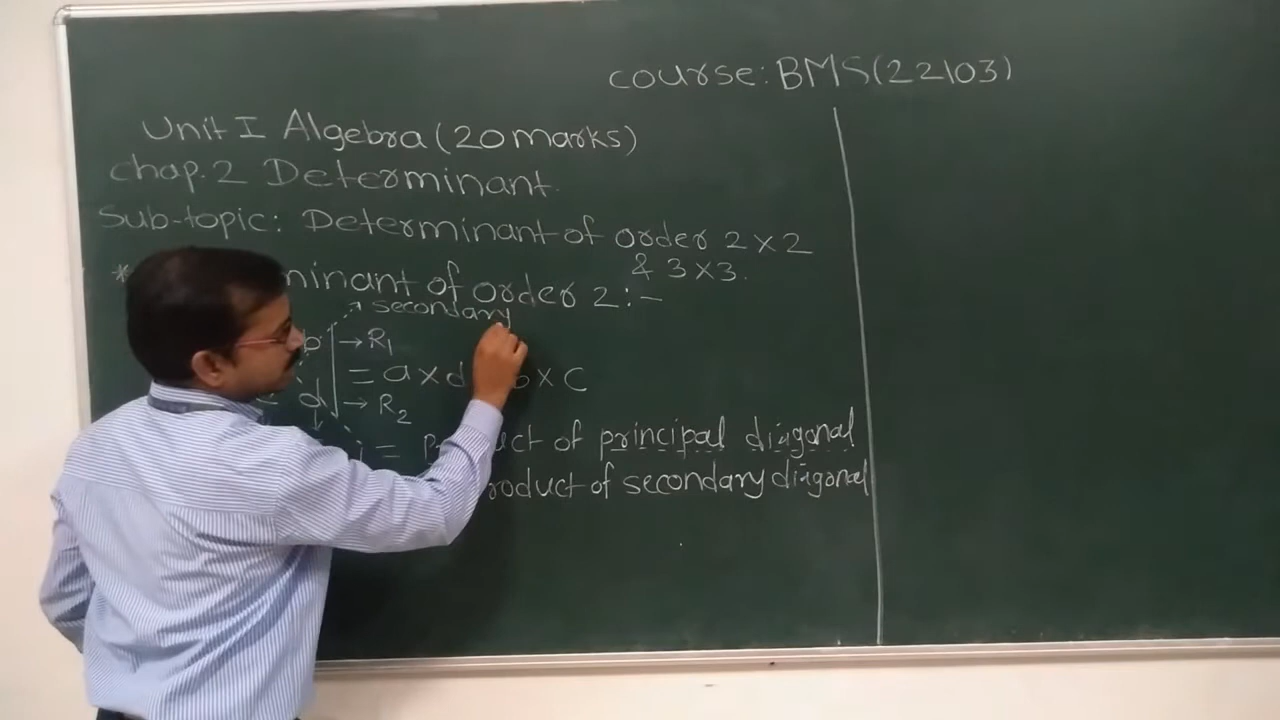 course: BMS(22103)
Unit I Algebra (20 marks)
chap. 2 Determinant.
Sub-topic: Determinant of order 2 × 2
& 3 × 3.
* minant of order 2 :-
secondary
b → R1
= a × d b × c
d → R2
= of principal diagonal
roduct of secondary diagonal